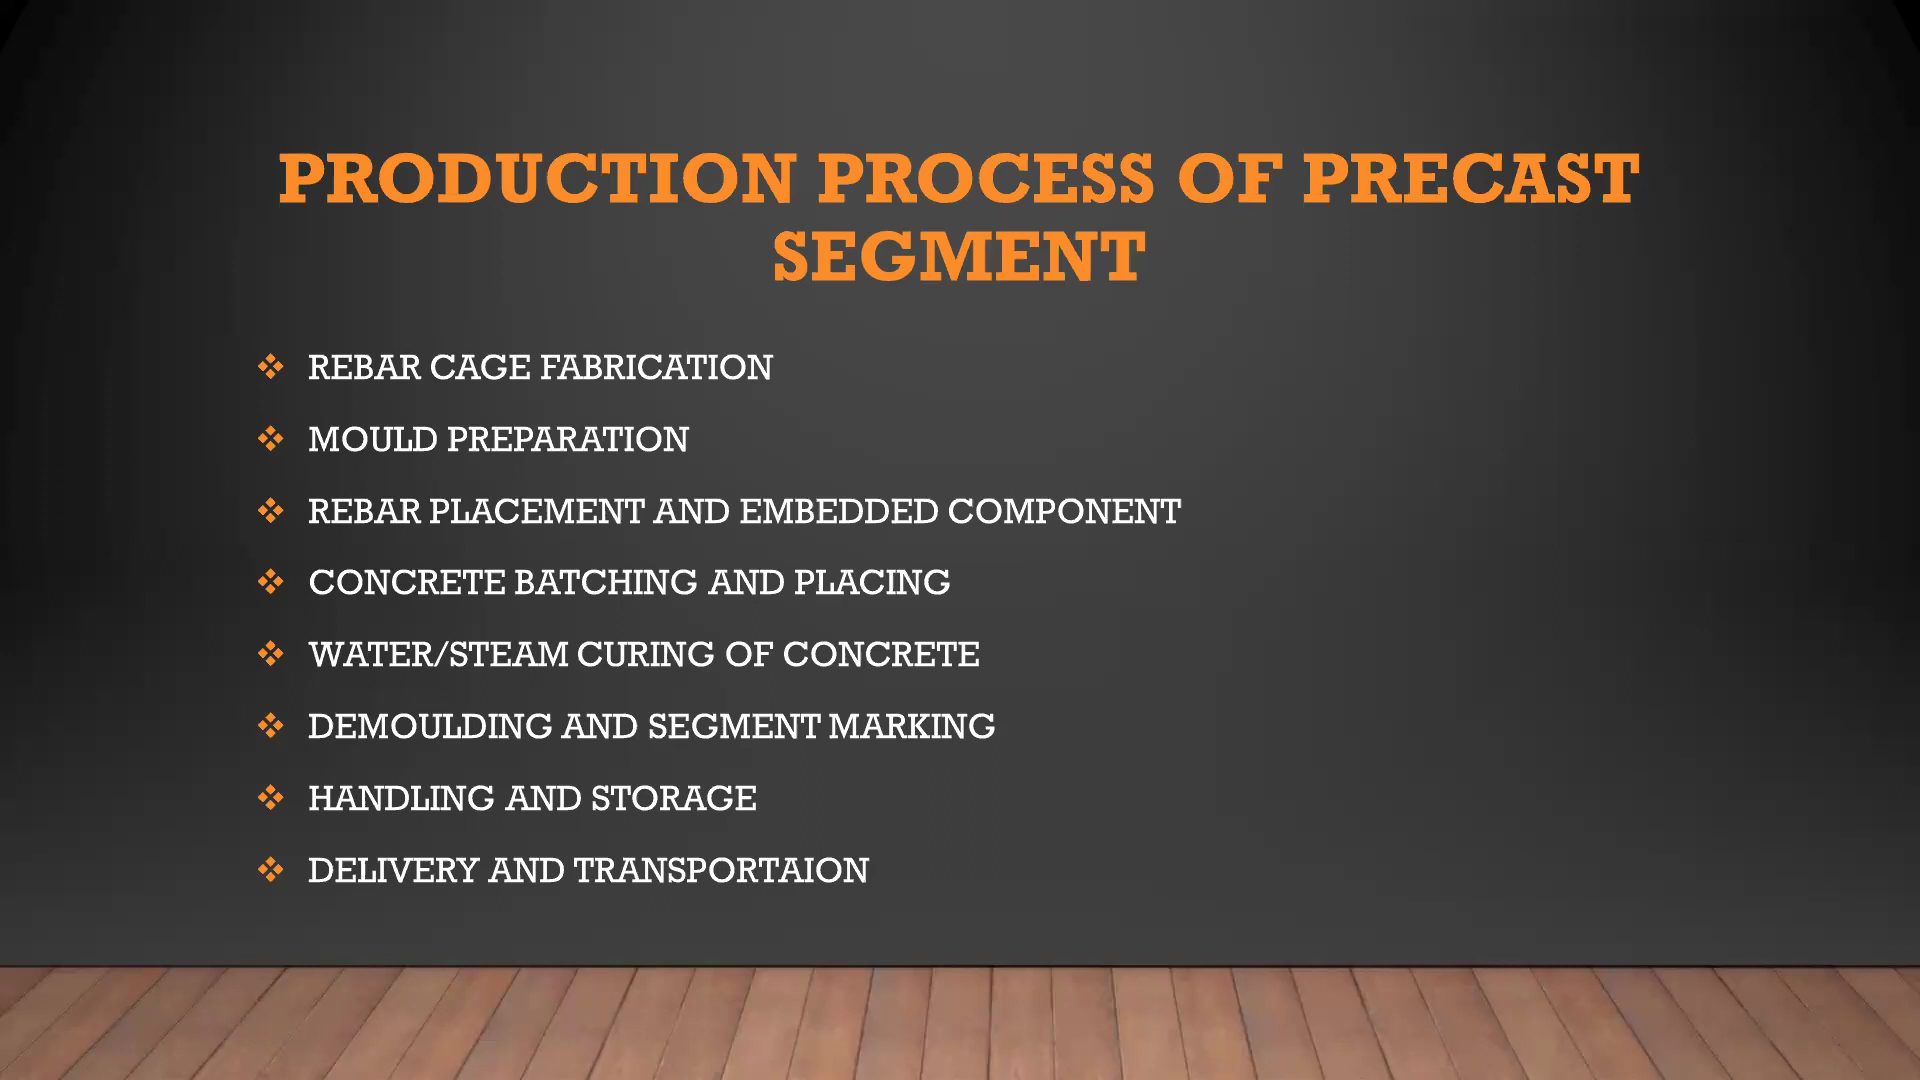 PRODUCTION PROCESS OF PRECAST
SEGMENT
REBAR CAGE FABRICATION
MOULD PREPARATION
REBAR PLACEMENT AND EMBEDDED COMPONENT
CONCRETE BATCHING AND PLACING
WATER/STEAM CURING OF CONCRETE
DEMOULDING AND SEGMENT MARKING
HANDLING AND STORAGE
DELIVERY AND TRANSPORTAION